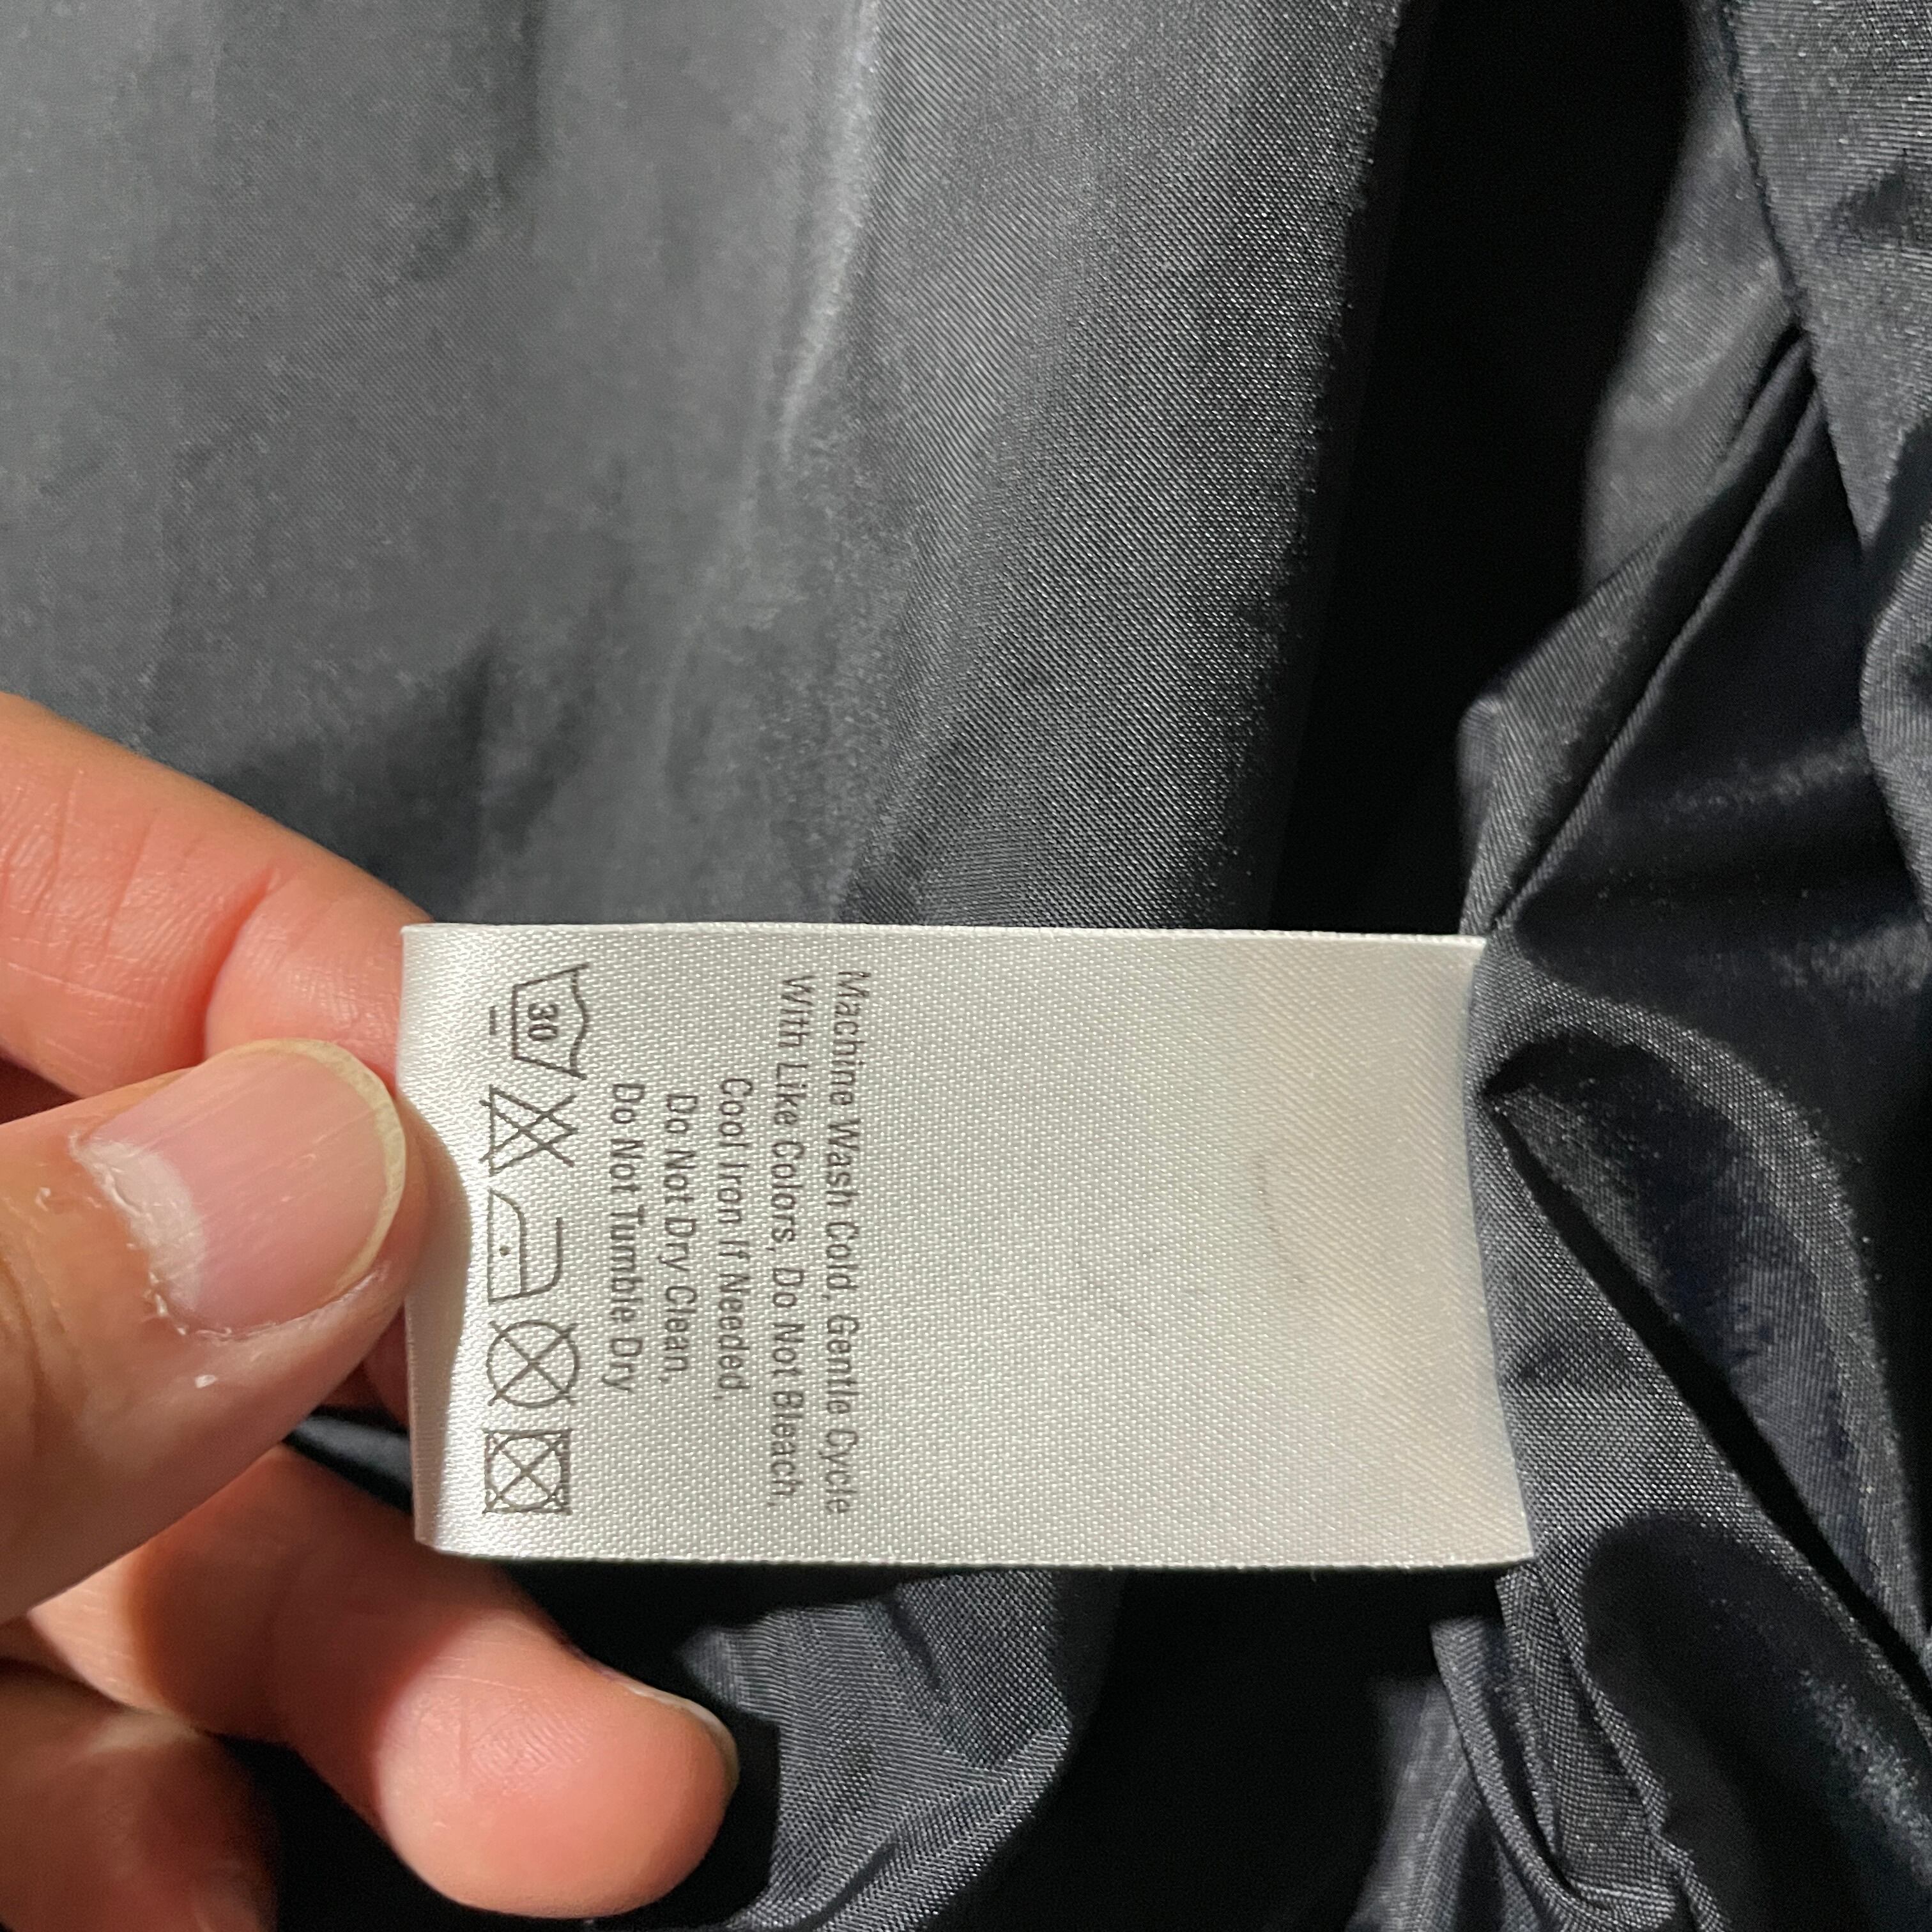 Machine Wash Cold, Gentle Cycle
With Like Colors, Do Not Bleach,
Cool Iron If Needed,
Do Not Dry Clean,
Do Not Tumble Dry
30